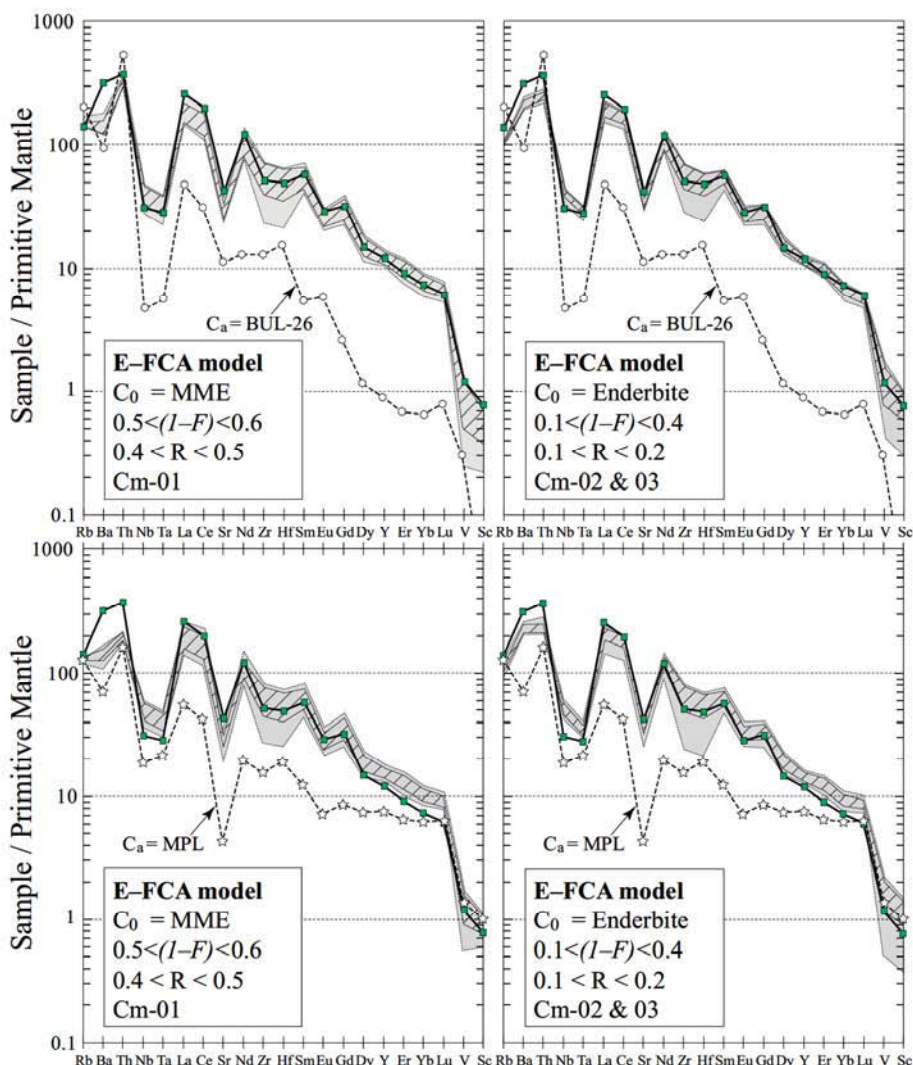 1000
100
10
1
0.1
Sample / Primitive Mantle
Cₐ = BUL-26
E–FCA model
C₀ = MME
0.5<(1–F)<0.6
0.4 < R < 0.5
Cm-01
Rb Ba Th Nb Ta La Ce Sr Nd Zr Hf Sm Eu Gd Dy Y Er Yb Lu V Sc
Cₐ = BUL-26
E–FCA model
C₀ = Enderbite
0.1<(1–F)<0.4
0.1 < R < 0.2
Cm-02 & 03
Rb Ba Th Nb Ta La Ce Sr Nd Zr Hf Sm Eu Gd Dy Y Er Yb Lu V Sc
1000
100
10
1
0.1
Sample / Primitive Mantle
Cₐ = MPL
E–FCA model
C₀ = MME
0.5<(1–F)<0.6
0.4 < R < 0.5
Cm-01
Rb Ba Th Nb Ta La Ce Sr Nd Zr Hf Sm Eu Gd Dy Y Er Yb Lu V Sc
Cₐ = MPL
E–FCA model
C₀ = Enderbite
0.1<(1–F)<0.4
0.1 < R < 0.2
Cm-02 & 03
Rb Ba Th Nb Ta La Ce Sr Nd Zr Hf Sm Eu Gd Dy Y Er Yb Lu V Sc